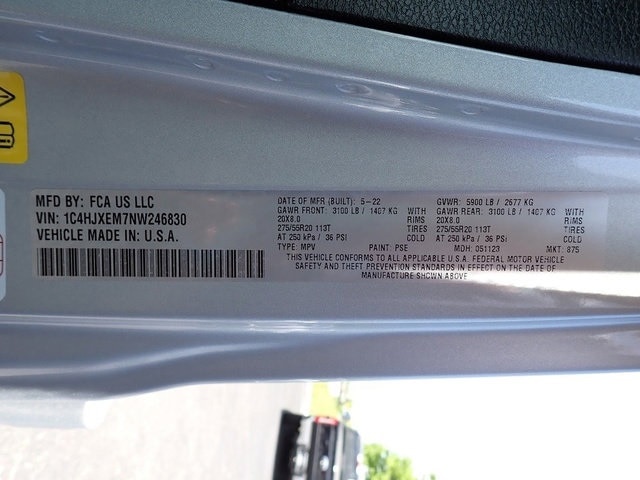 MFD BY: FCA US LLC
VIN: 1C4HJXEM7NW246830
VEHICLE MADE IN: U.S.A.
DATE OF MFR (BUILT): 5-22 GVWR: 5900 LB / 2677 KG
GAWR FRONT: 3100 LB / 1407 KG WITH GAWR REAR: 3100 LB / 1407 KG WITH
20X8.0 RIMS 20X8.0 RIMS
275/55R20 113T TIRES 275/55R20 113T TIRES
AT 250 kPa / 36 PSI COLD AT 250 kPa / 36 PSI COLD
TYPE: MPV PAINT: PSE MDH: 051123 MKT: 875
THIS VEHICLE CONFORMS TO ALL APPLICABLE U.S.A. FEDERAL MOTOR VEHICLE
SAFETY AND THEFT PREVENTION STANDARDS IN EFFECT ON THE DATE OF
MANUFACTURE SHOWN ABOVE